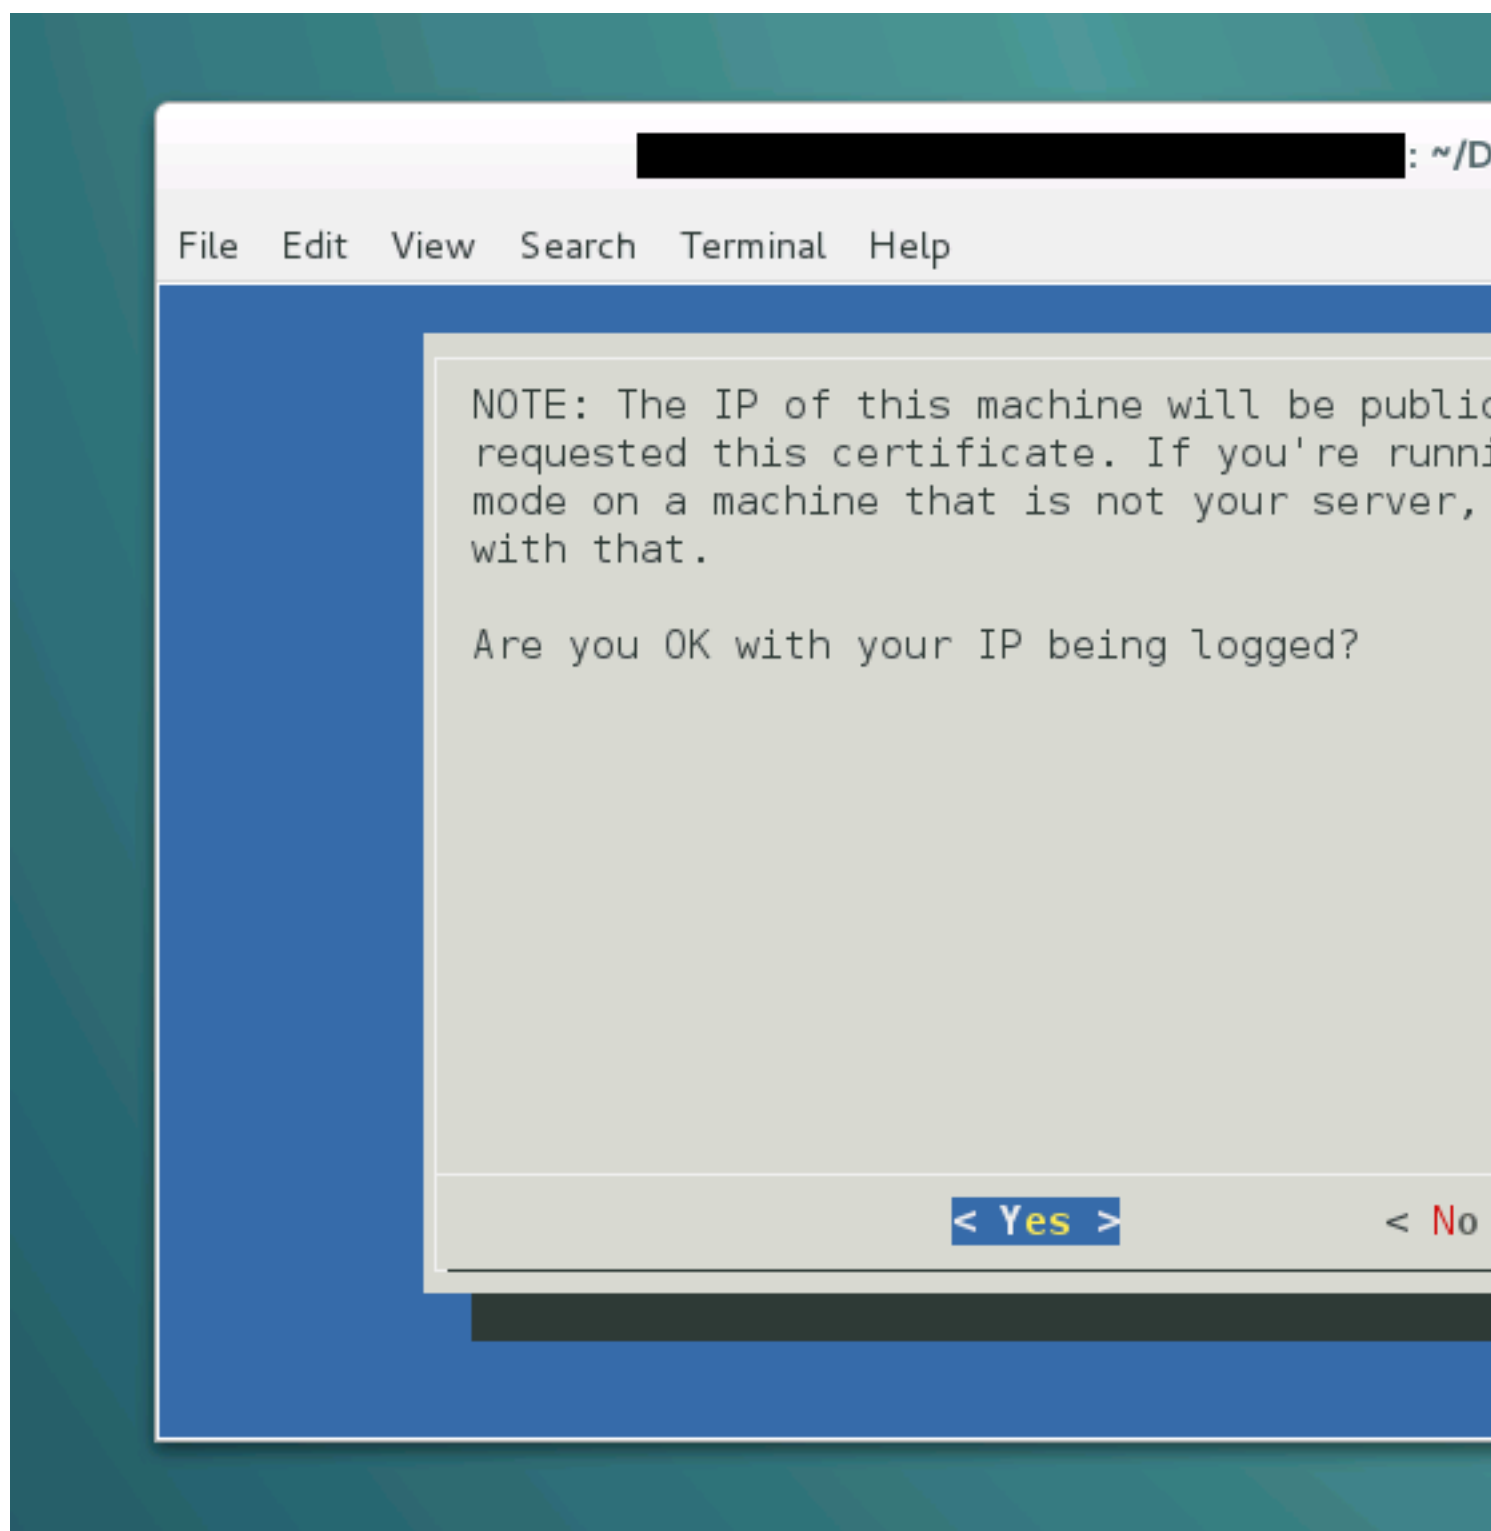 : ~/D
File Edit View Search Terminal Help
NOTE: The IP of this machine will be public
requested this certificate. If you're runni
mode on a machine that is not your server,
with that.
Are you OK with your IP being logged?
< Yes > < No